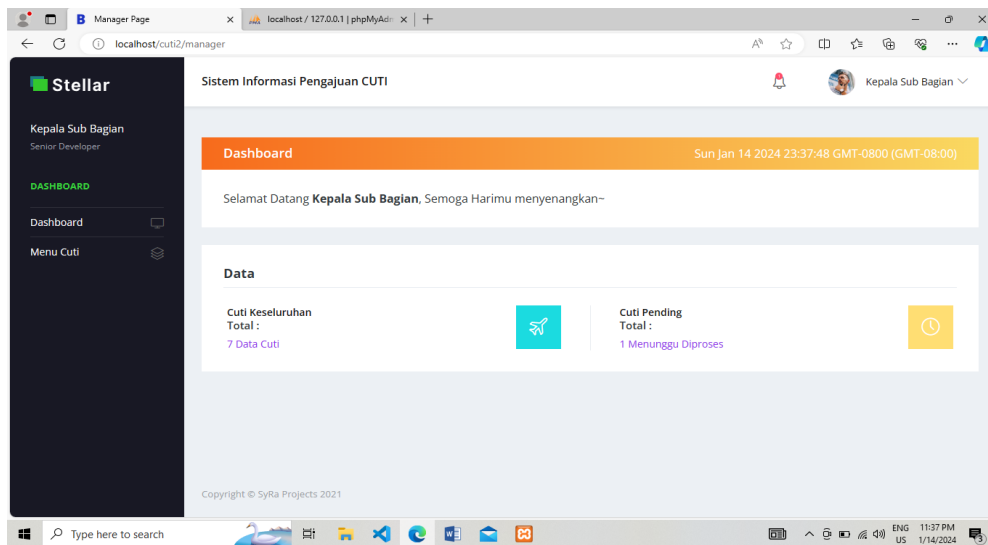 Manager Page
localhost / 127.0.0.1 | phpMyAdm
localhost/cuti2/manager
Stellar
Sistem Informasi Pengajuan CUTI
Kepala Sub Bagian
Kepala Sub Bagian
Senior Developer
DASHBOARD
Dashboard
Menu Cuti
Dashboard
Sun Jan 14 2024 23:37:48 GMT-0800 (GMT-08:00)
Selamat Datang Kepala Sub Bagian, Semoga Harimu menyenangkan~
Data
Cuti Keseluruhan
Total :
7 Data Cuti
Cuti Pending
Total :
1 Menunggu Diproses
Copyright © SyRa Projects 2021
Type here to search
ENG
US
11:37 PM
1/14/2024
3